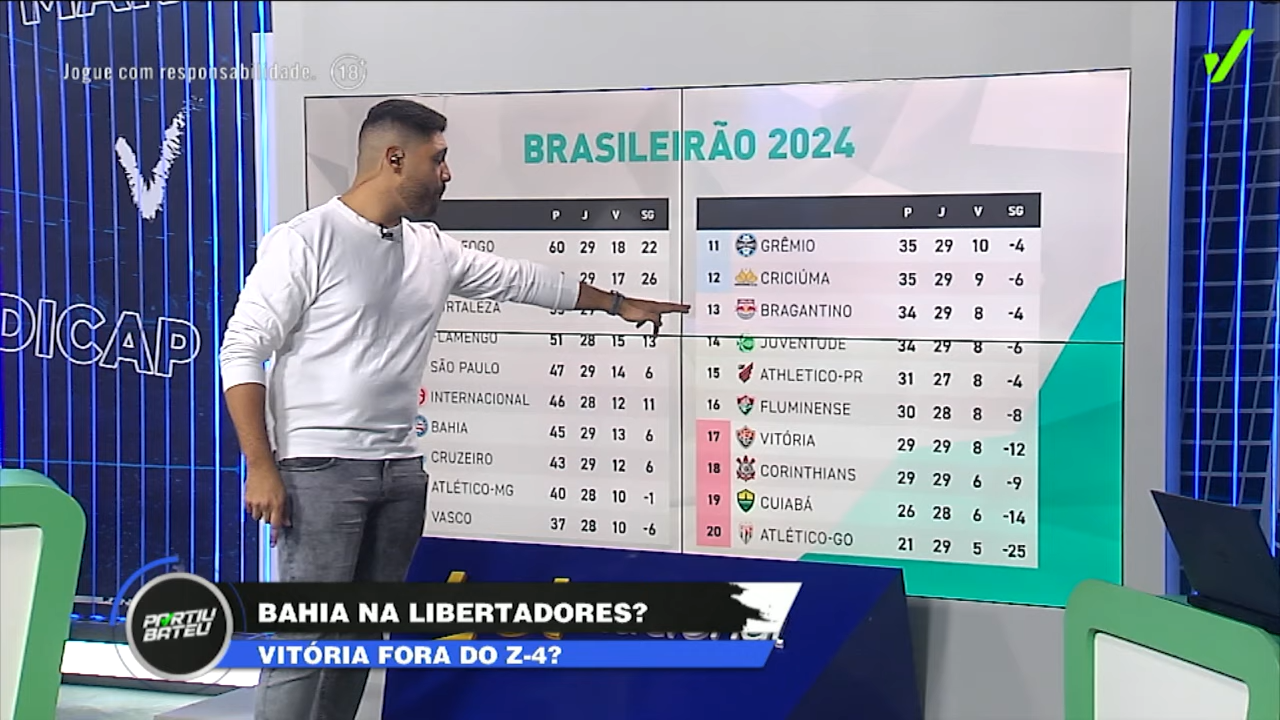 Jogue com responsabilidade. 18+
DICAP
BRASILEIRÃO 2024
P J V SG
60 29 18 22
29 17 26
FLAMENGO 51 28 15 13
SÃO PAULO 47 29 14 6
INTERNACIONAL 46 28 12 11
BAHIA 45 29 13 6
CRUZEIRO 43 29 12 6
ATLÉTICO-MG 40 28 10 -1
VASCO 37 28 10 -6
P J V SG
11 GRÊMIO 35 29 10 -4
12 CRICIÚMA 35 29 9 -6
13 BRAGANTINO 34 29 8 -4
14 JUVENTUDE 34 29 8 -6
15 ATHLETICO-PR 31 27 8 -4
16 FLUMINENSE 30 28 8 -8
17 VITÓRIA 29 29 8 -12
18 CORINTHIANS 29 29 6 -9
19 CUIABÁ 26 28 6 -14
20 ATLÉTICO-GO 21 29 5 -25
PARTIU
BATEU
BAHIA NA LIBERTADORES?
VITÓRIA FORA DO Z-4?